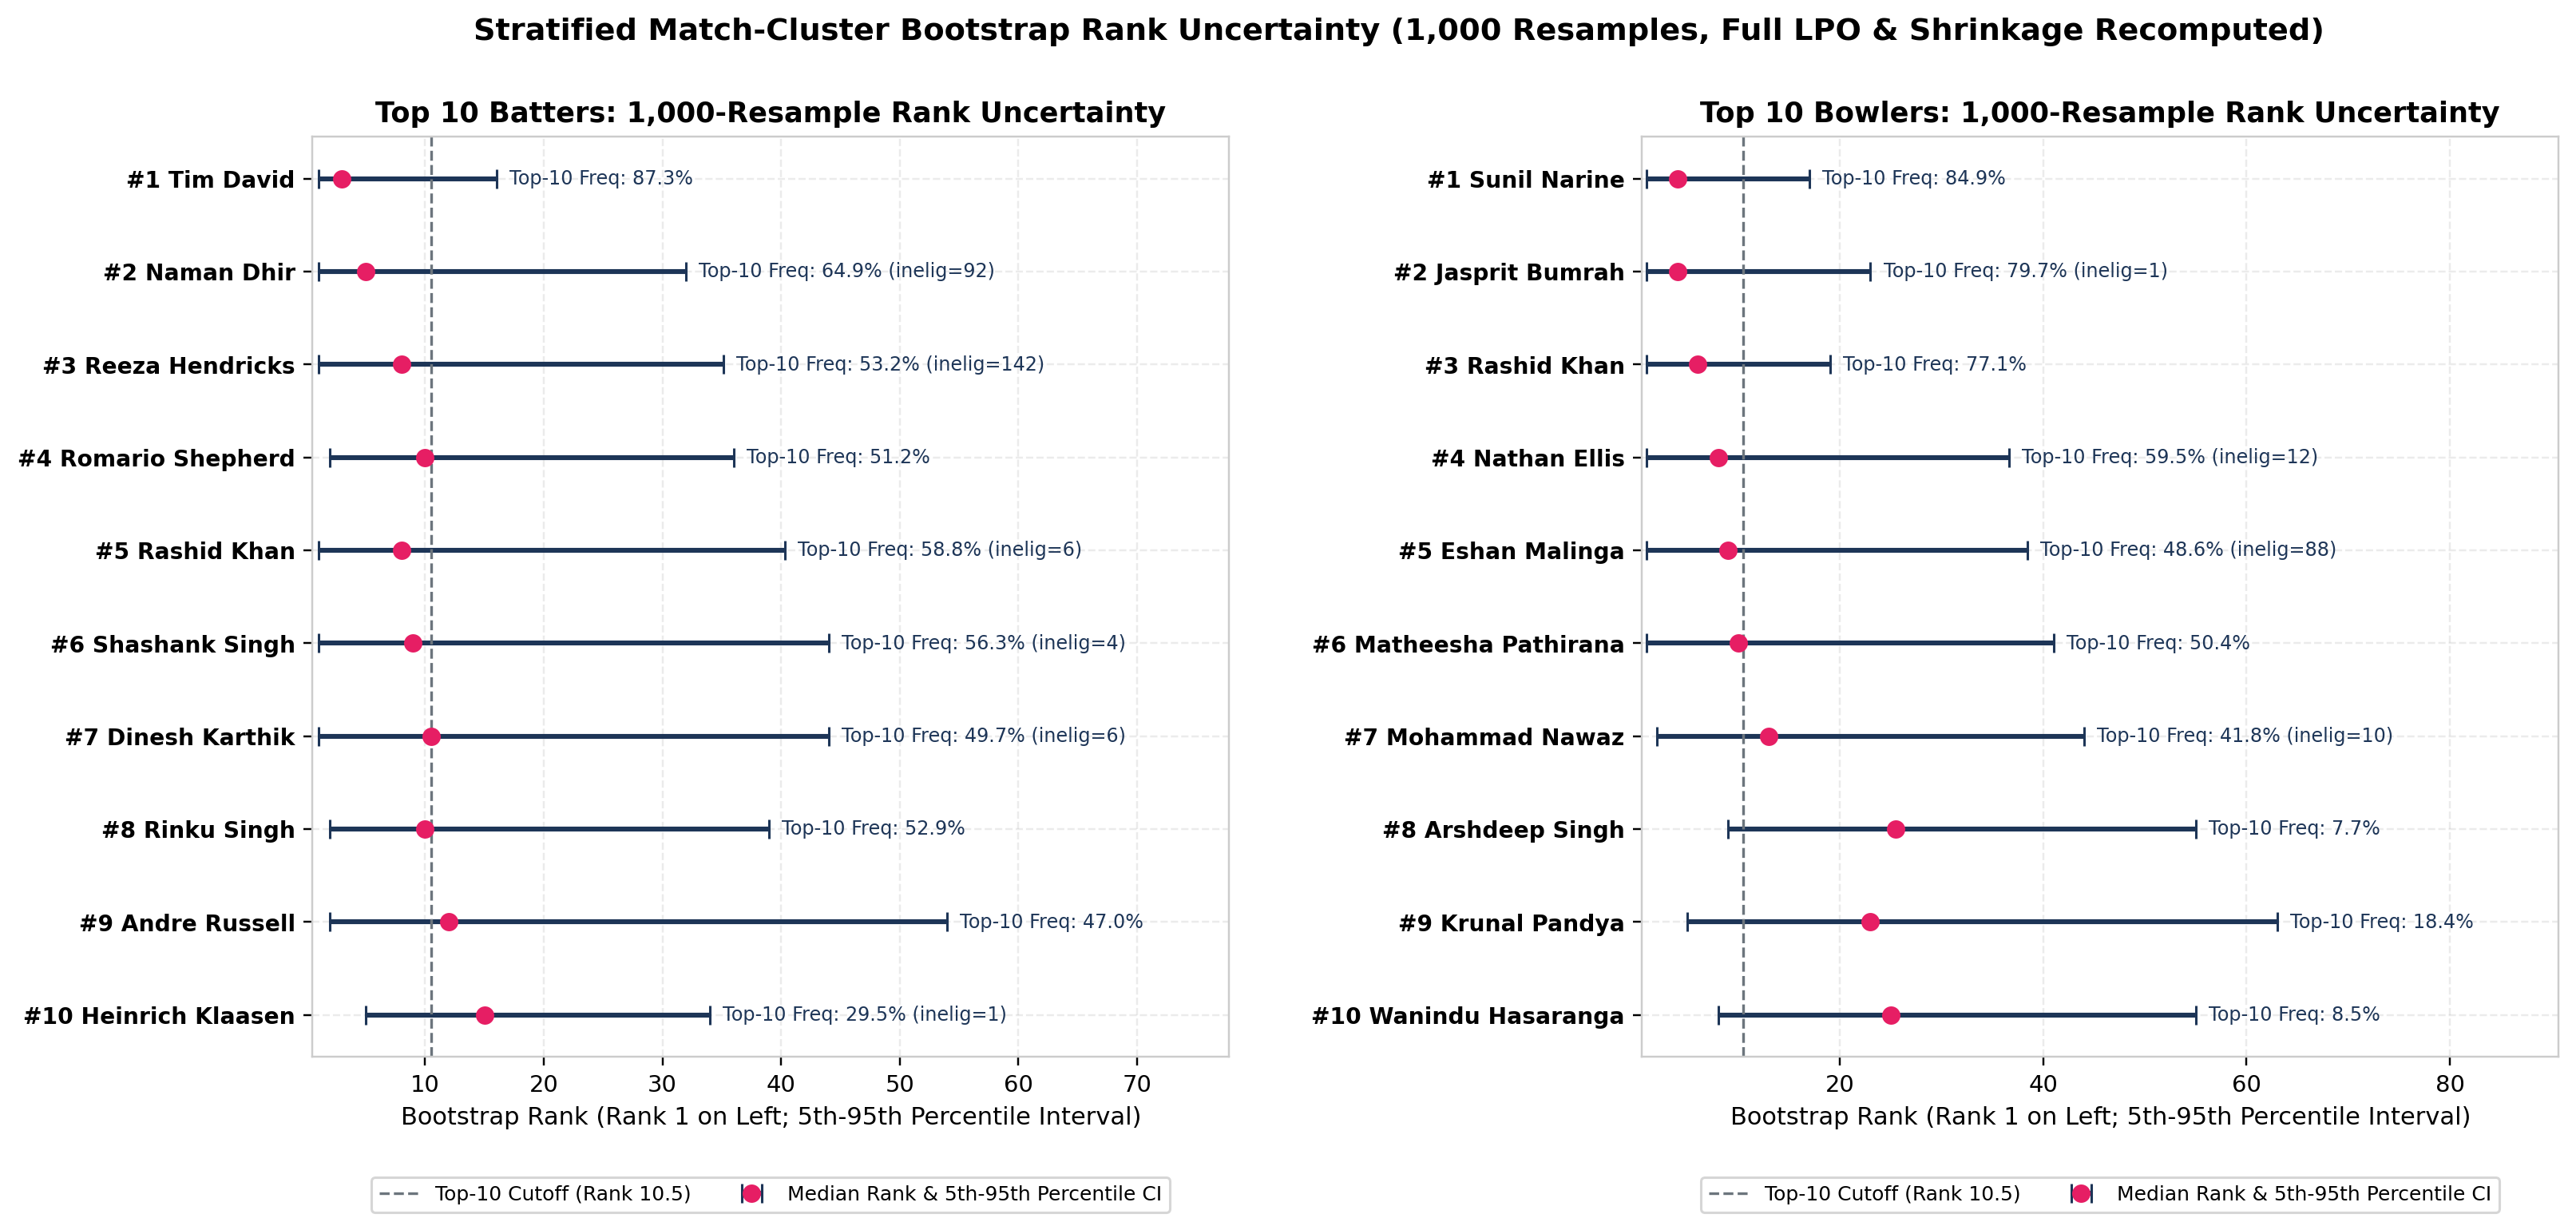 Stratified Match-Cluster Bootstrap Rank Uncertainty (1,000 Resamples, Full LPO & Shrinkage Recomputed)
Top 10 Batters: 1,000-Resample Rank Uncertainty
#1 Tim David
Top-10 Freq: 87.3%
#2 Naman Dhir
Top-10 Freq: 64.9% (inelig=92)
#3 Reeza Hendricks
Top-10 Freq: 53.2% (inelig=142)
#4 Romario Shepherd
Top-10 Freq: 51.2%
#5 Rashid Khan
Top-10 Freq: 58.8% (inelig=6)
#6 Shashank Singh
Top-10 Freq: 56.3% (inelig=4)
#7 Dinesh Karthik
Top-10 Freq: 49.7% (inelig=6)
#8 Rinku Singh
Top-10 Freq: 52.9%
#9 Andre Russell
Top-10 Freq: 47.0%
#10 Heinrich Klaasen
Top-10 Freq: 29.5% (inelig=1)
10 20 30 40 50 60 70
Bootstrap Rank (Rank 1 on Left; 5th-95th Percentile Interval)
Top-10 Cutoff (Rank 10.5)
Median Rank & 5th-95th Percentile CI
Top 10 Bowlers: 1,000-Resample Rank Uncertainty
#1 Sunil Narine
Top-10 Freq: 84.9%
#2 Jasprit Bumrah
Top-10 Freq: 79.7% (inelig=1)
#3 Rashid Khan
Top-10 Freq: 77.1%
#4 Nathan Ellis
Top-10 Freq: 59.5% (inelig=12)
#5 Eshan Malinga
Top-10 Freq: 48.6% (inelig=88)
#6 Matheesha Pathirana
Top-10 Freq: 50.4%
#7 Mohammad Nawaz
Top-10 Freq: 41.8% (inelig=10)
#8 Arshdeep Singh
Top-10 Freq: 7.7%
#9 Krunal Pandya
Top-10 Freq: 18.4%
#10 Wanindu Hasaranga
Top-10 Freq: 8.5%
20 40 60 80
Bootstrap Rank (Rank 1 on Left; 5th-95th Percentile Interval)
Top-10 Cutoff (Rank 10.5)
Median Rank & 5th-95th Percentile CI